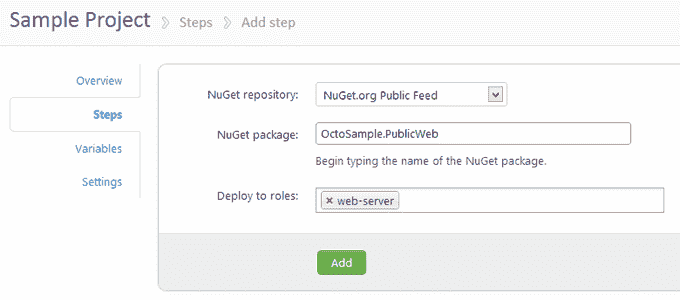 Sample Project > Steps > Add step
Overview
Steps
Variables
Settings
NuGet repository: NuGet.org Public Feed
NuGet package: OctoSample.PublicWeb
Begin typing the name of the NuGet package.
Deploy to roles: × web-server
Add